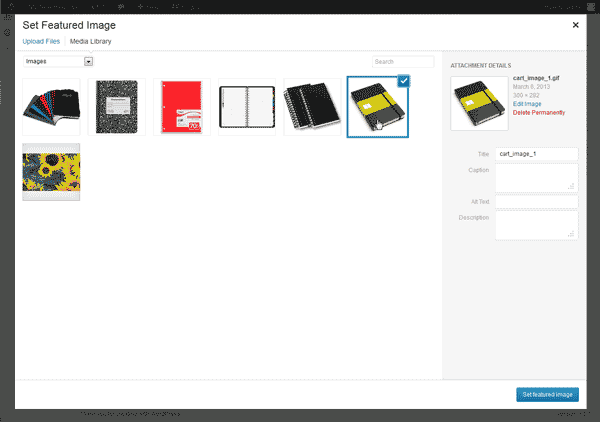 Set Featured Image
Upload Files
Media Library
Images
Search
ATTACHMENT DETAILS
cart_image_1.gif
March 6, 2013
300 × 282
Edit Image
Delete Permanently
Title
cart_image_1
Caption
Alt Text
Description
Set featured image